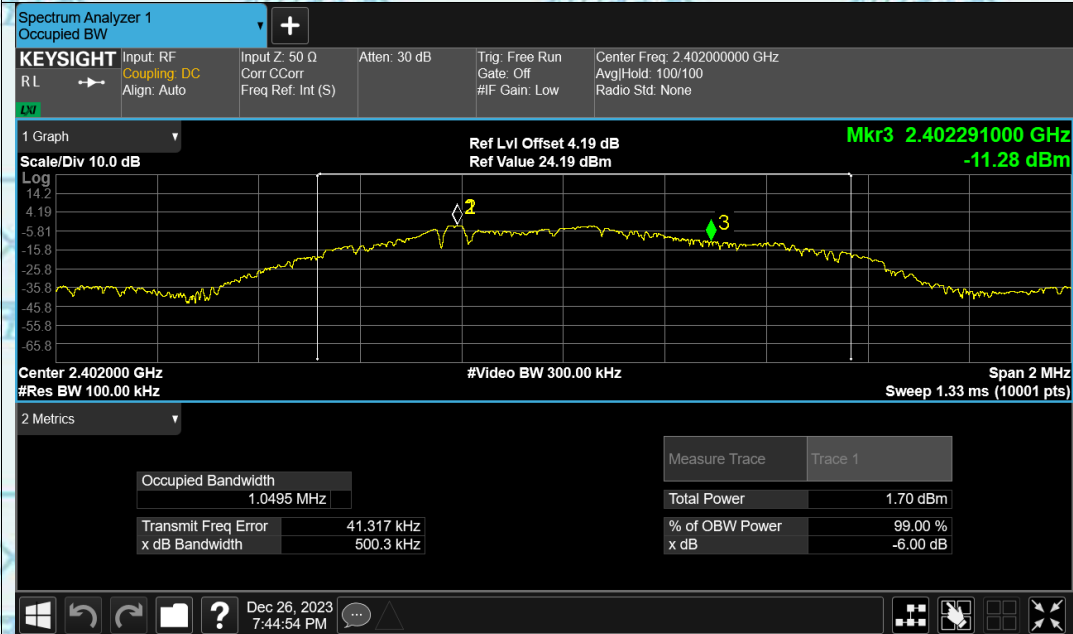 Spectrum Analyzer 1
Occupied BW
+
KEYSIGHT
R L
LXI
Input: RF
Coupling: DC
Align: Auto
Input Z: 50 Ω
Corr CCorr
Freq Ref: Int (S)
Atten: 30 dB
Trig: Free Run
Gate: Off
#IF Gain: Low
Center Freq: 2.402000000 GHz
Avg|Hold: 100/100
Radio Std: None
1 Graph
Scale/Div 10.0 dB
Ref Lvl Offset 4.19 dB
Ref Value 24.19 dBm
Mkr3 2.402291000 GHz
-11.28 dBm
Log
14.2
4.19
-5.81
-15.8
-25.8
-35.8
-45.8
-55.8
-65.8
3
Center 2.402000 GHz
#Video BW 300.00 kHz
Span 2 MHz
#Res BW 100.00 kHz
Sweep 1.33 ms (10001 pts)
2 Metrics
Measure Trace
Trace 1
Occupied Bandwidth
1.0495 MHz
Total Power
1.70 dBm
Transmit Freq Error
41.317 kHz
% of OBW Power
99.00 %
x dB Bandwidth
500.3 kHz
x dB
-6.00 dB
?
Dec 26, 2023
7:44:54 PM